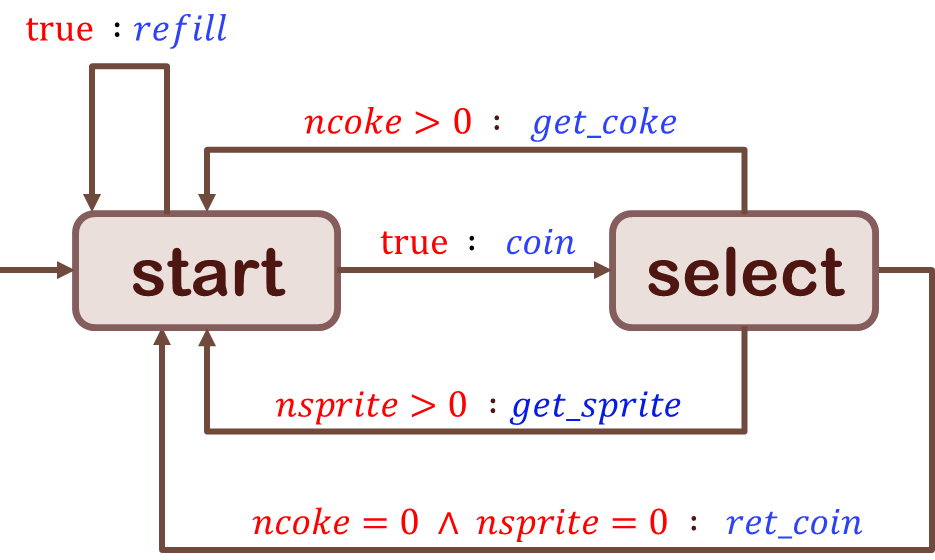 true : refill
ncoke > 0 : get_coke
true : coin
start
select
nsprite > 0 : get_sprite
ncoke = 0 ∧ nsprite = 0 : ret_coin